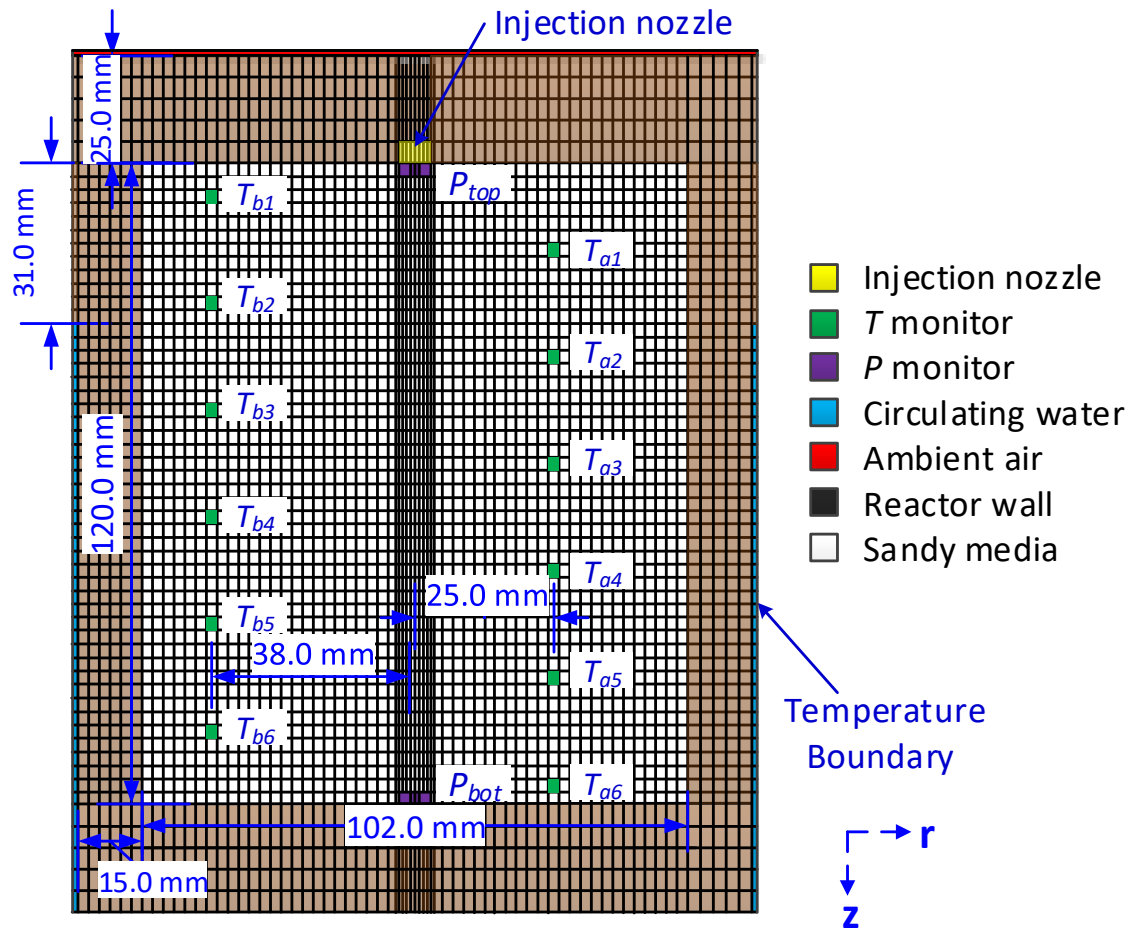 Injection nozzle
25.0 mm
31.0 mm
120.0 mm
T_b1
T_b2
T_b3
T_b4
T_b5
T_b6
P_top
T_a1
T_a2
T_a3
T_a4
T_a5
T_a6
25.0 mm
38.0 mm
P_bot
102.0 mm
15.0 mm
Injection nozzle
T monitor
P monitor
Circulating water
Ambient air
Reactor wall
Sandy media
Temperature
Boundary
r
z